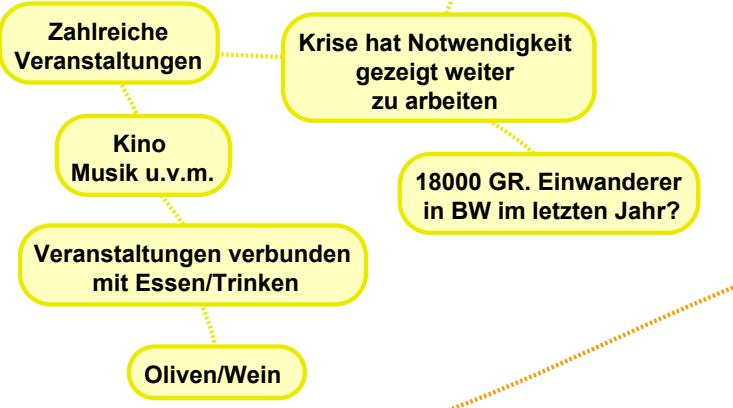 Zahlreiche
Veranstaltungen
Krise hat Notwendigkeit
gezeigt weiter
zu arbeiten
Kino
Musik u.v.m.
18000 GR. Einwanderer
in BW im letzten Jahr?
Veranstaltungen verbunden
mit Essen/Trinken
Oliven/Wein